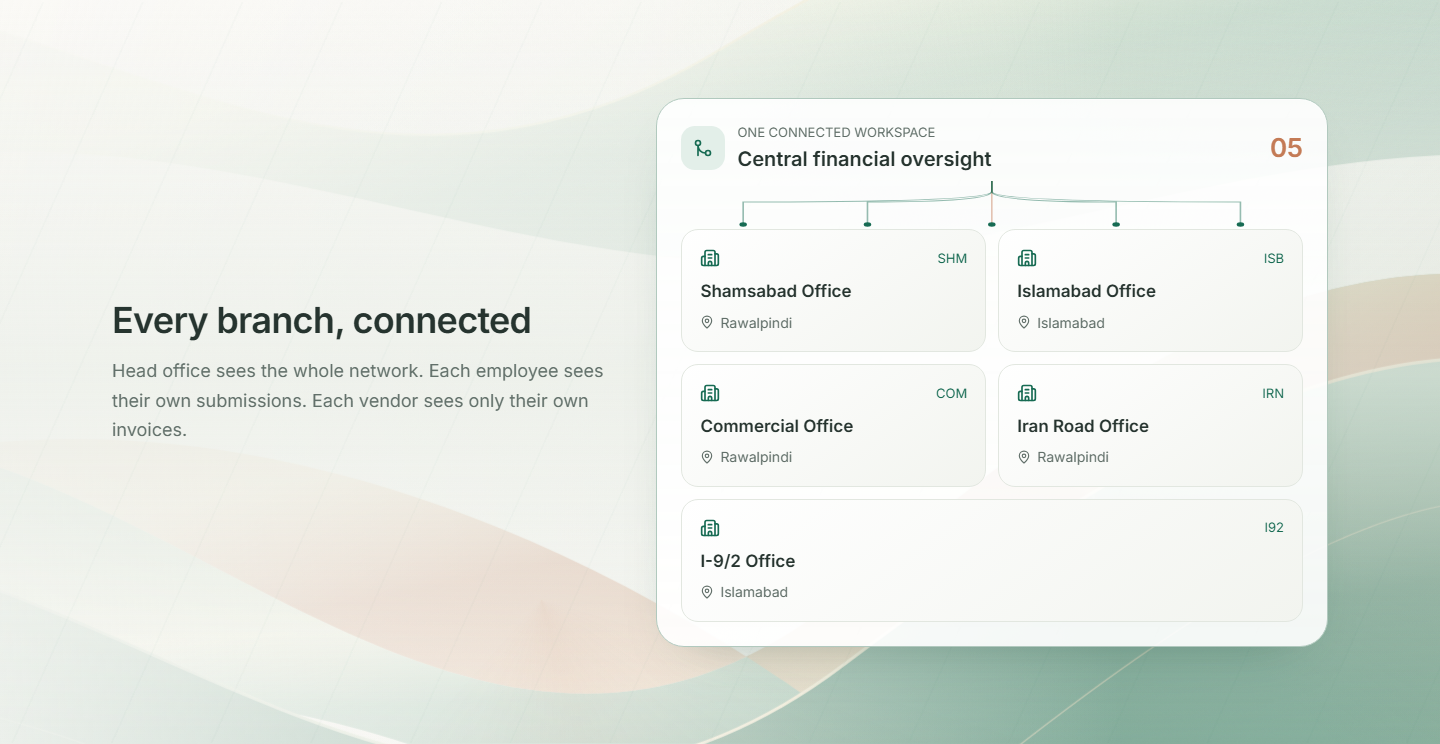 Every branch, connected
Head office sees the whole network. Each employee sees
their own submissions. Each vendor sees only their own
invoices.
ONE CONNECTED WORKSPACE
Central financial oversight
05
SHM
Shamsabad Office
Rawalpindi
ISB
Islamabad Office
Islamabad
COM
Commercial Office
Rawalpindi
IRN
Iran Road Office
Rawalpindi
I92
I-9/2 Office
Islamabad